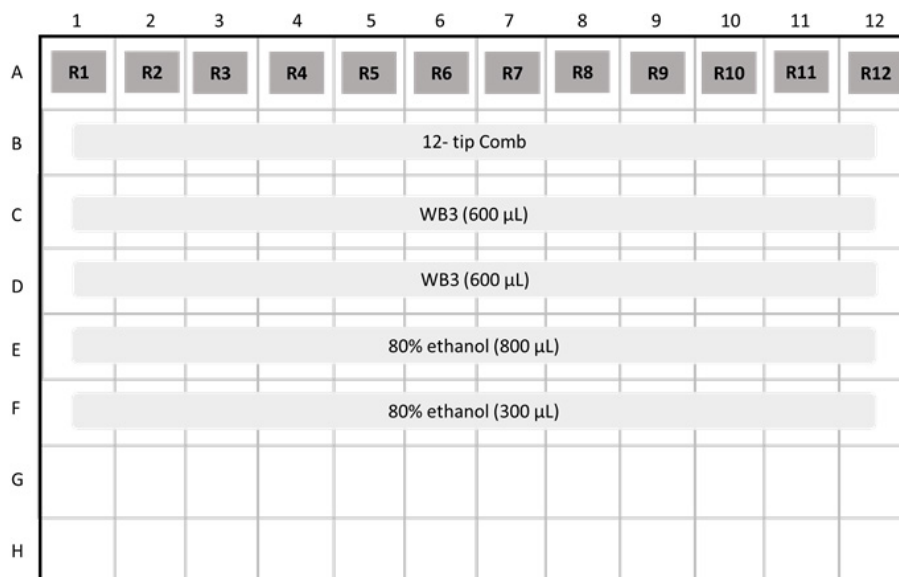 1 2 3 4 5 6 7 8 9 10 11 12
A R1 R2 R3 R4 R5 R6 R7 R8 R9 R10 R11 R12
B 12- tip Comb
C WB3 (600 µL)
D WB3 (600 µL)
E 80% ethanol (800 µL)
F 80% ethanol (300 µL)
G
H